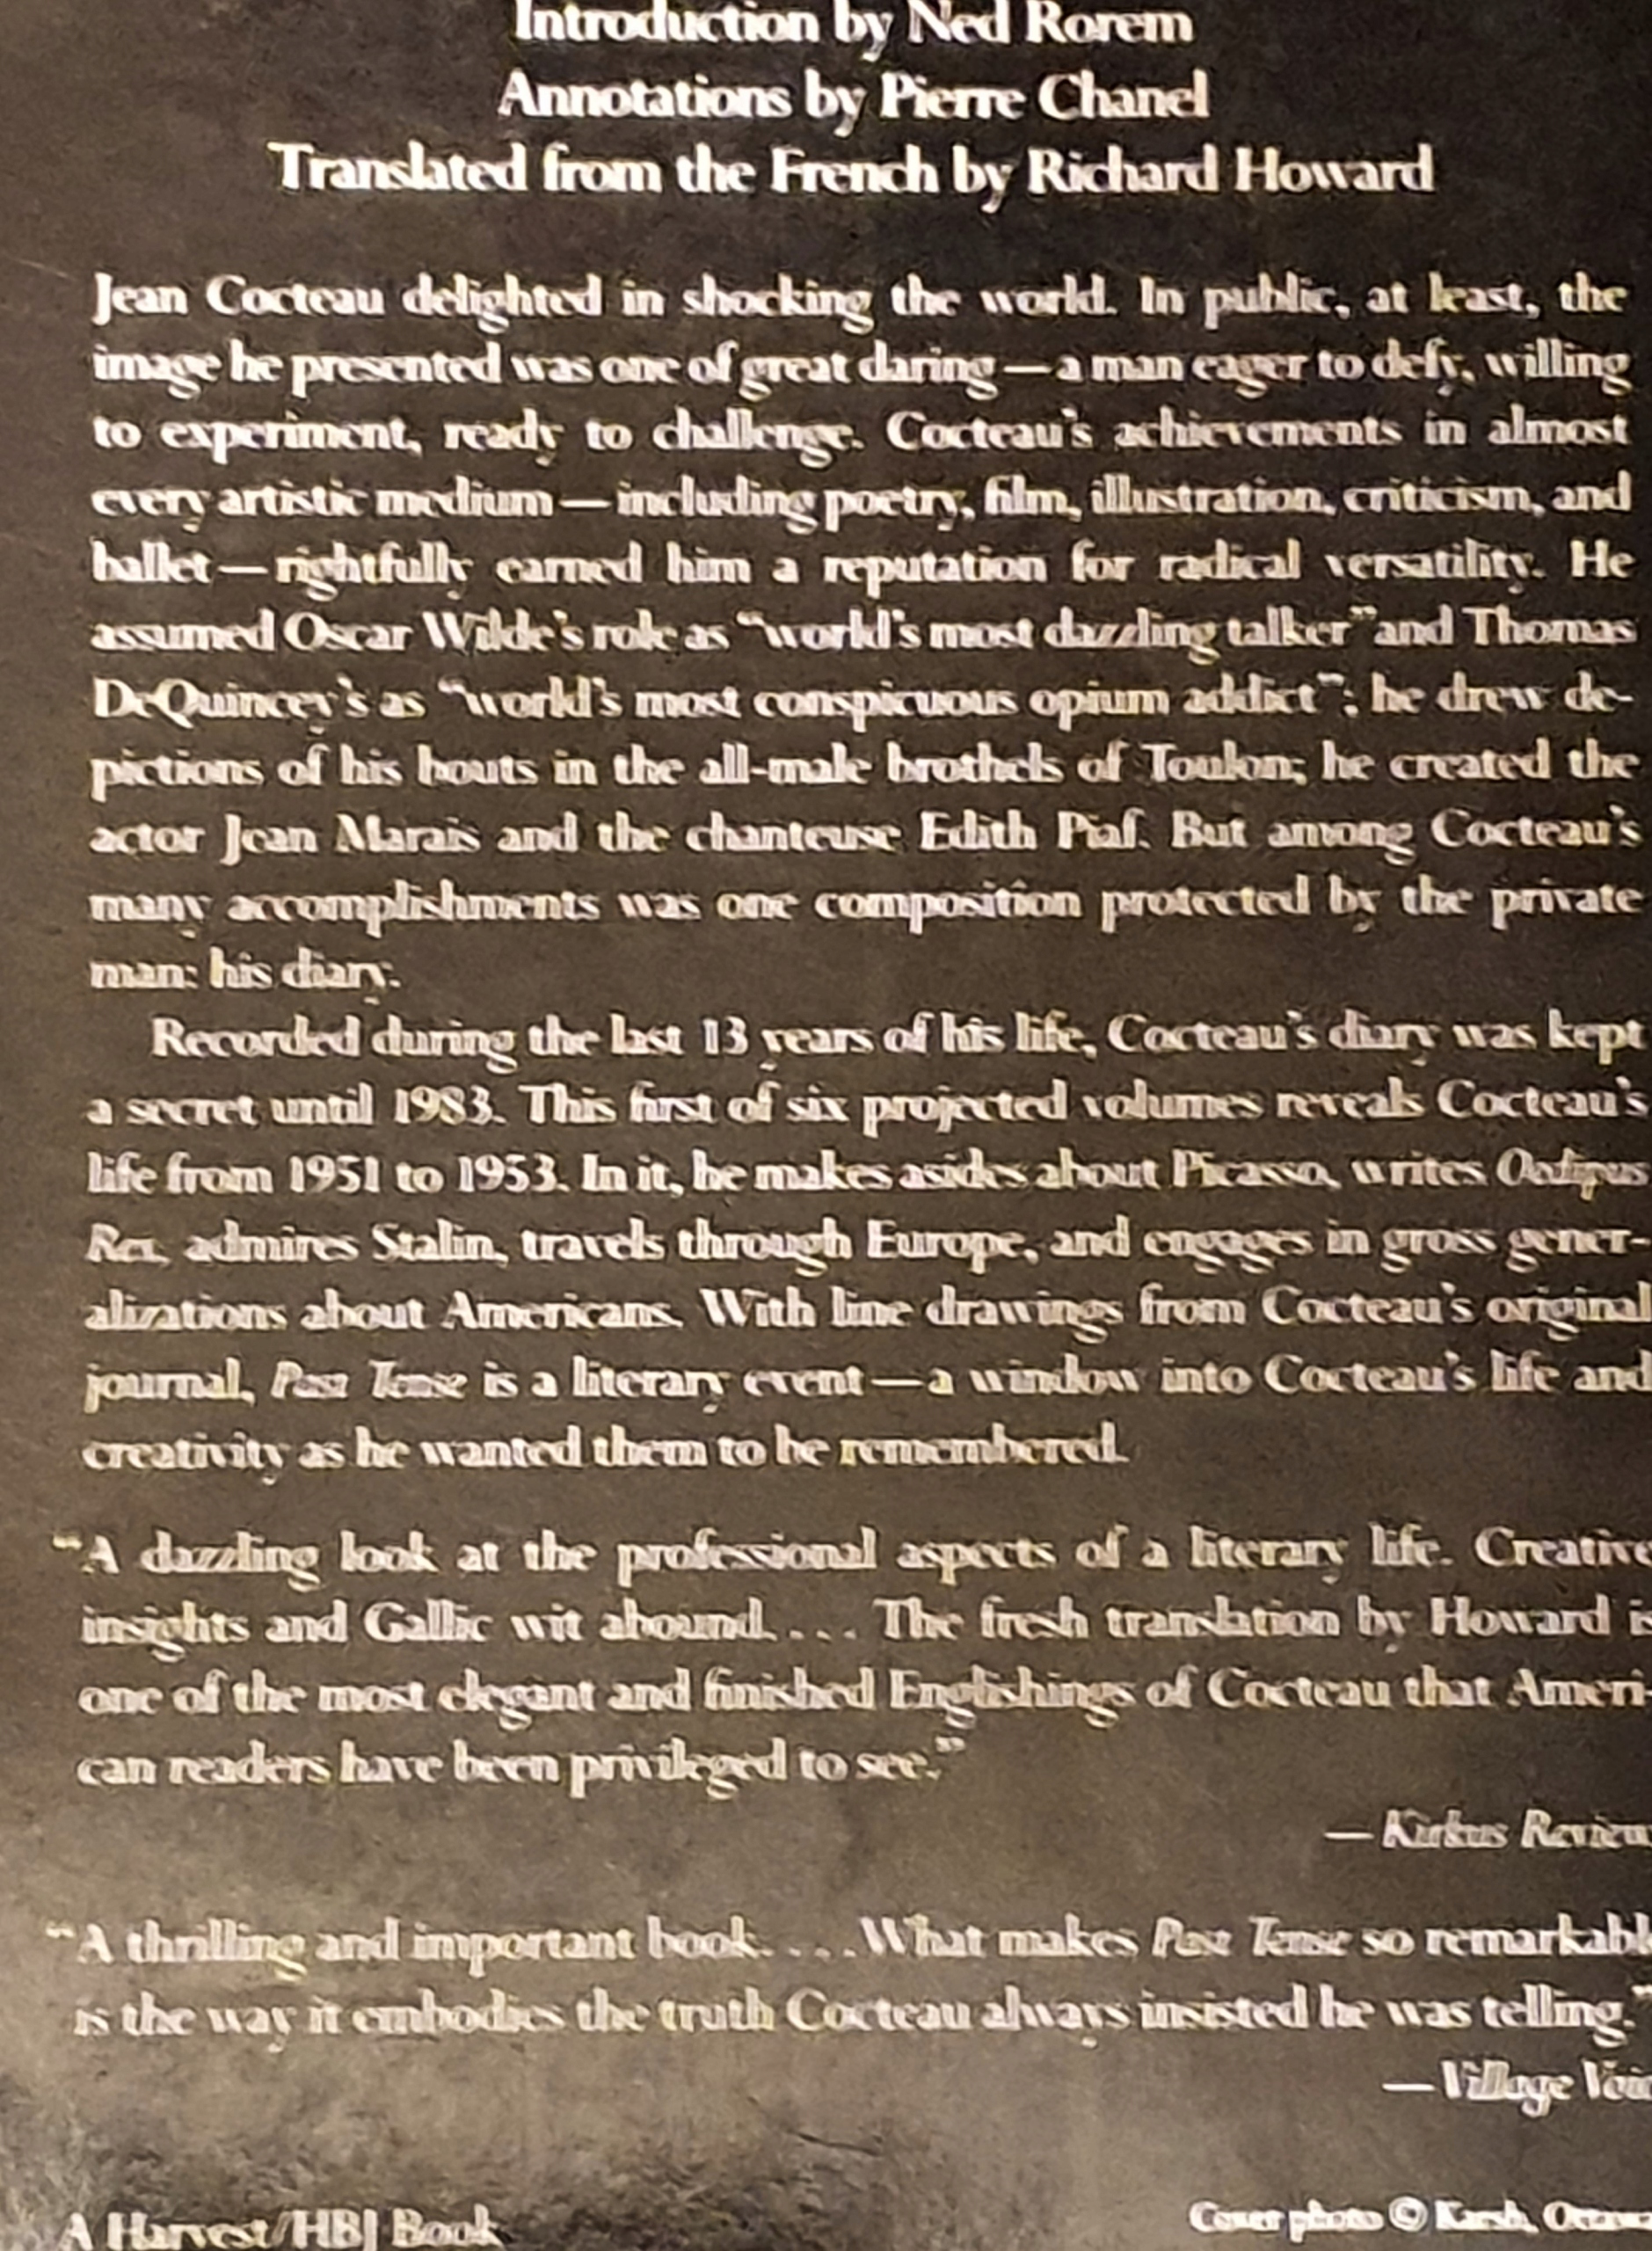 Introduction by Ned Rorem
Annotations by Pierre Chanel
Translated from the French by Richard Howard
Jean Cocteau delighted in shocking the world. In public, at least, the
image he presented was one of great daring—a man eager to defy, willing
to experiment, ready to challenge. Cocteau's achievements in almost
every artistic medium—including poetry, film, illustration, criticism, and
ballet—rightfully earned him a reputation for radical versatility. He
assumed Oscar Wilde's role as "world's most dazzling talker" and Thomas
DeQuincey's as "world's most conspicuous opium addict"; he drew de-
pictions of his bouts in the all-male brothels of Toulon; he created the
actor Jean Marais and the chanteuse Edith Piaf. But among Cocteau's
many accomplishments was one composition protected by the private
man: his diary.
Recorded during the last 13 years of his life, Cocteau's diary was kept
a secret until 1983. This first of six projected volumes reveals Cocteau's
life from 1951 to 1953. In it, he makes asides about Picasso, writes Oedipus
Rex, admires Stalin, travels through Europe, and engages in gross gener-
alizations about Americans. With line drawings from Cocteau's original
journal, Past Tense is a literary event—a window into Cocteau's life and
creativity as he wanted them to be remembered.
"A dazzling look at the professional aspects of a literary life. Creative
insights and Gallic wit abound.... The fresh translation by Howard is
one of the most elegant and finished Englishings of Cocteau that Ameri-
can readers have been privileged to see."
—Kirkus Review
"A thrilling and important book....What makes Past Tense so remarkabl
is the way it embodies the truth Cocteau always insisted he was telling."
—Village Voic
A Harvest/HBJ Book
Cover photo © Karsh, Ottawa